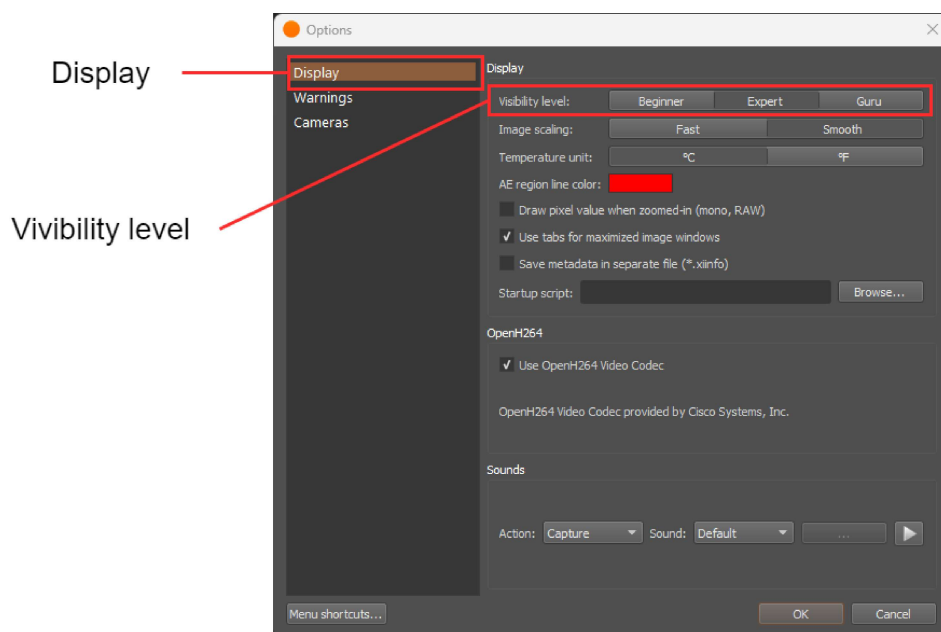 Options
Display
Display
Display
Warnings
Visibility level: Beginner Expert Guru
Cameras
Image scaling: Fast Smooth
Temperature unit: ºC ºF
AE region line color:
Draw pixel value when zoomed-in (mono, RAW)
Vivibility level
Use tabs for maximized image windows
Save metadata in separate file (*.xiinfo)
Startup script: Browse...
OpenH264
Use OpenH264 Video Codec
OpenH264 Video Codec provided by Cisco Systems, Inc.
Sounds
Action: Capture Sound: Default ...
Menu shortcuts... OK Cancel